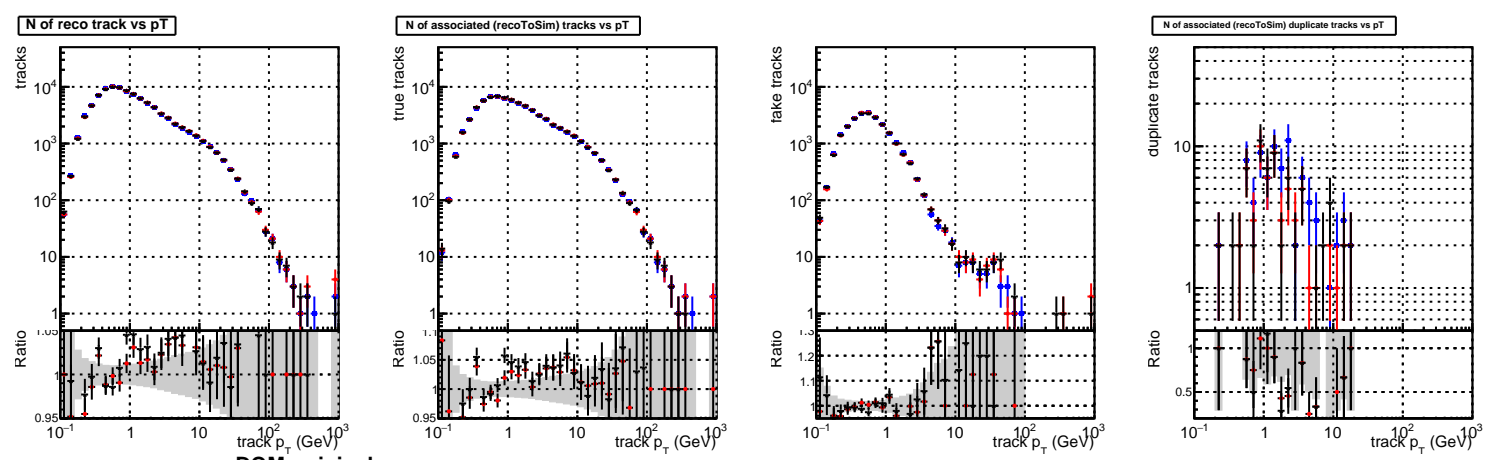 N of reco track vs pT
N of associated (recoToSim) tracks vs pT
N of associated (recoToSim) duplicate tracks vs pT
tracks
10⁴
10³
10²
10
1
Ratio
1.05
1
0.95
10⁻¹ 1 10 10² 10³
track p_T (GeV)
true tracks
10⁴
10³
10²
10
1
Ratio
1.1
1.05
1
0.95
10⁻¹ 1 10 10² 10³
track p_T (GeV)
fake tracks
10⁴
10³
10²
10
1
Ratio
1.3
1.2
1.1
1
10⁻¹ 1 10 10² 10³
track p_T (GeV)
duplicate tracks
10
1
Ratio
1
0.5
10⁻¹ 1 10 10² 10³
track p_T (GeV)